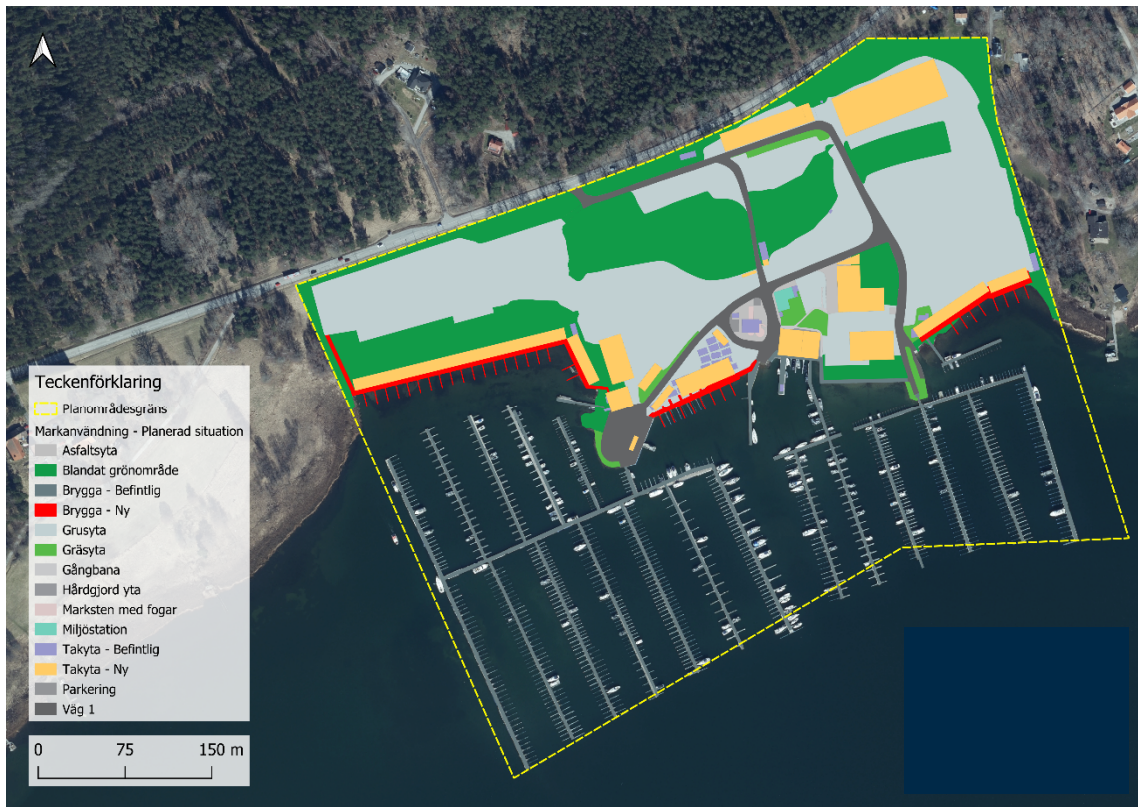 Teckenförklaring
Planområdesgräns
Markanvändning - Planerad situation
Asfaltsyta
Blandat grönområde
Brygga - Befintlig
Brygga - Ny
Grusyta
Gräsyta
Gångbana
Hårdgjord yta
Marksten med fogar
Miljöstation
Takyta - Befintlig
Takyta - Ny
Parkering
Väg 1
0 75 150 m